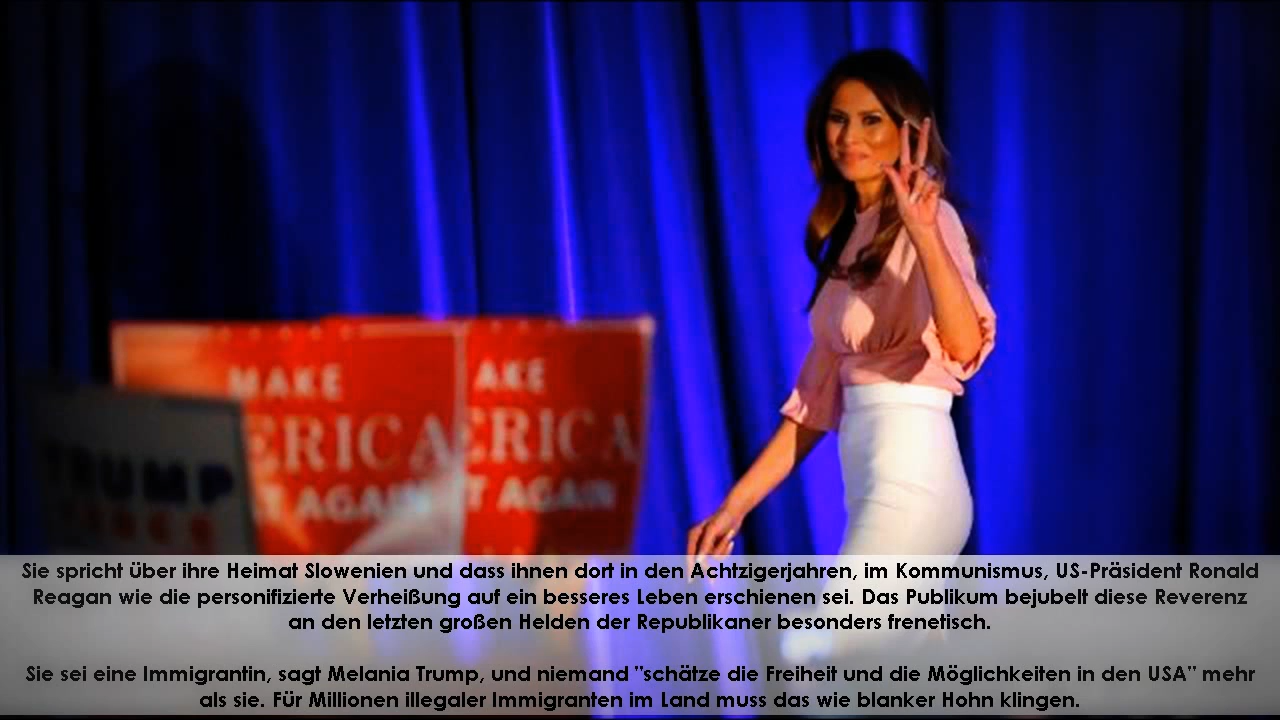 MAKE
AKE
ERICA
ERICA
T AGAIN
T AGAIN
TRUMP
Sie spricht über ihre Heimat Slowenien und dass ihnen dort in den Achtzigerjahren, im Kommunismus, US-Präsident Ronald
Reagan wie die personifizierte Verheißung auf ein besseres Leben erschienen sei. Das Publikum bejubelt diese Reverenz
an den letzten großen Helden der Republikaner besonders frenetisch.
Sie sei eine Immigrantin, sagt Melania Trump, und niemand "schätze die Freiheit und die Möglichkeiten in den USA" mehr
als sie. Für Millionen illegaler Immigranten im Land muss das wie blanker Hohn klingen.